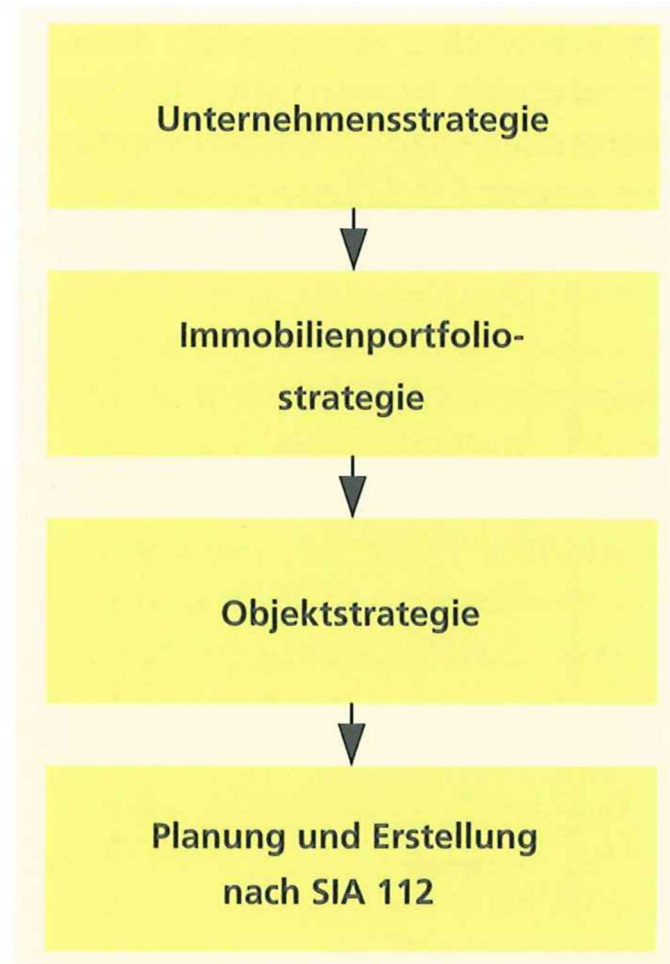 Unternehmensstrategie
Immobilienportfolio-
strategie
Objektstrategie
Planung und Erstellung
nach SIA 112